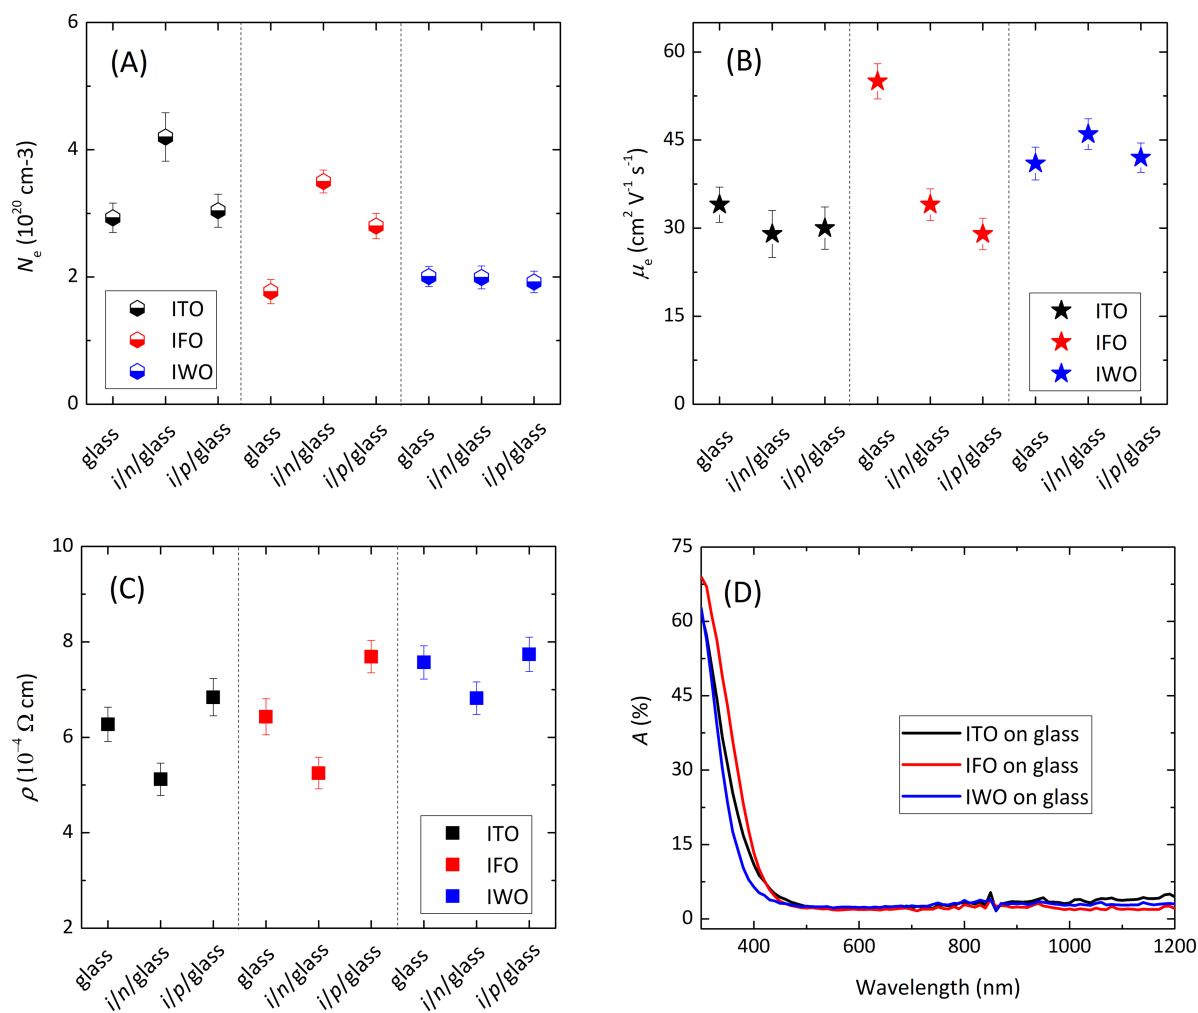 (A)
N_e (10^20 cm-3)
6
4
2
0
ITO
IFO
IWO
glass
i/n/glass
i/p/glass
glass
i/n/glass
i/p/glass
glass
i/n/glass
i/p/glass
(B)
μ_e (cm^2 V^-1 s^-1)
60
45
30
15
0
ITO
IFO
IWO
glass
i/n/glass
i/p/glass
glass
i/n/glass
i/p/glass
glass
i/n/glass
i/p/glass
(C)
ρ (10^−4 Ω cm)
10
8
6
4
2
ITO
IFO
IWO
glass
i/n/glass
i/p/glass
glass
i/n/glass
i/p/glass
glass
i/n/glass
i/p/glass
(D)
A (%)
75
60
45
30
15
0
ITO on glass
IFO on glass
IWO on glass
400 600 800 1000 1200
Wavelength (nm)